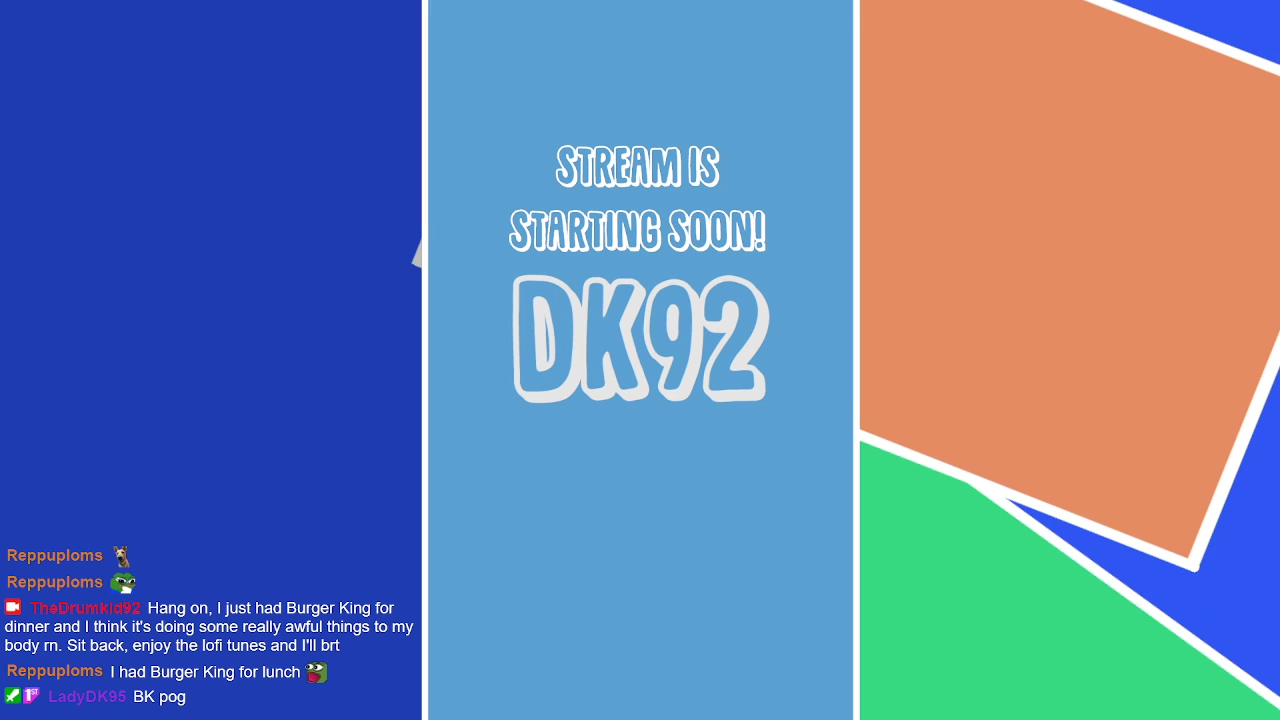 STREAM IS
STARTING SOON!
DK92
Reppuploms
Reppuploms
TheDrumkid92 Hang on, I just had Burger King for
dinner and I think it's doing some really awful things to my
body rn. Sit back, enjoy the lofi tunes and I'll brt
Reppuploms I had Burger King for lunch
1ST LadyDK95 BK pog